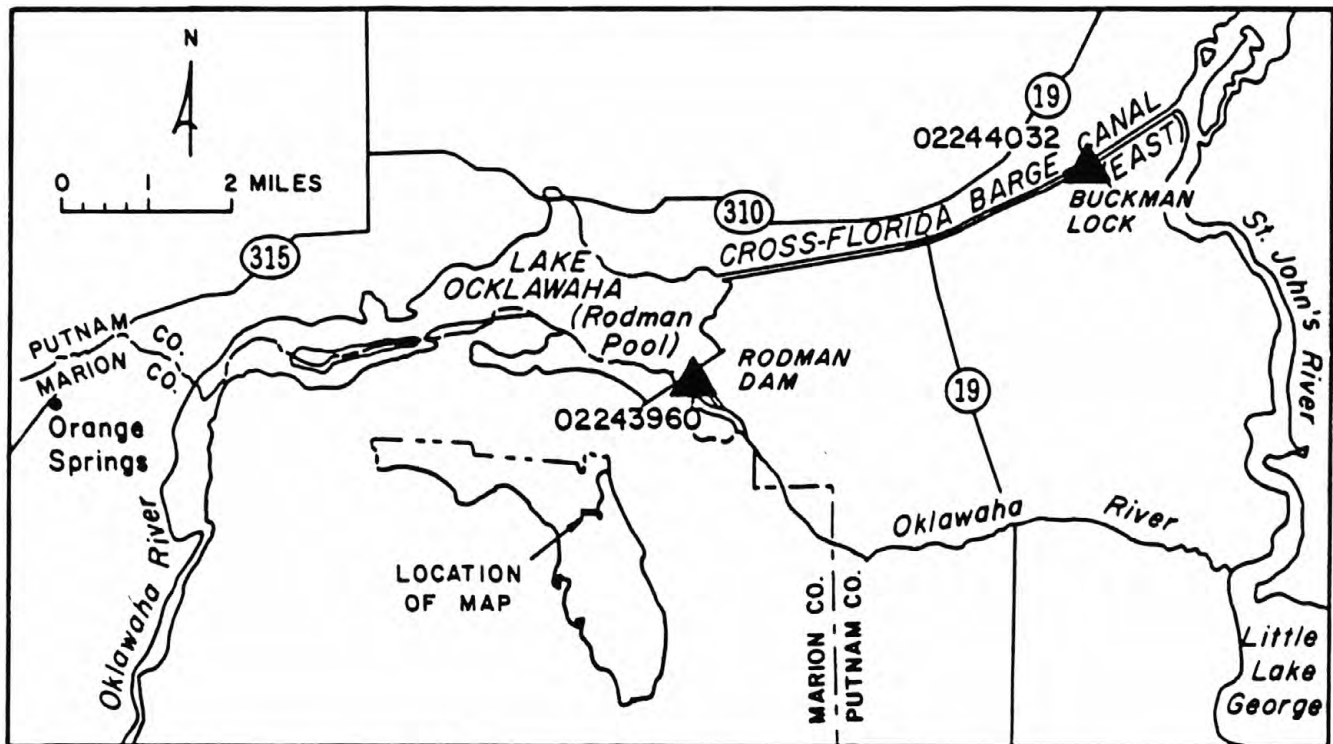 N
0 1 2 MILES
19
02244032
CROSS-FLORIDA BARGE CANAL
(EAST)
BUCKMAN
LOCK
310
315
LAKE
OCKLAWAHA
(Rodman
Pool)
PUTNAM CO.
MARION CO.
Orange
Springs
RODMAN
DAM
02243960
19
St. John's River
Oklawaha River
Oklawaha River
LOCATION
OF MAP
MARION CO.
PUTNAM CO.
Little
Lake
George